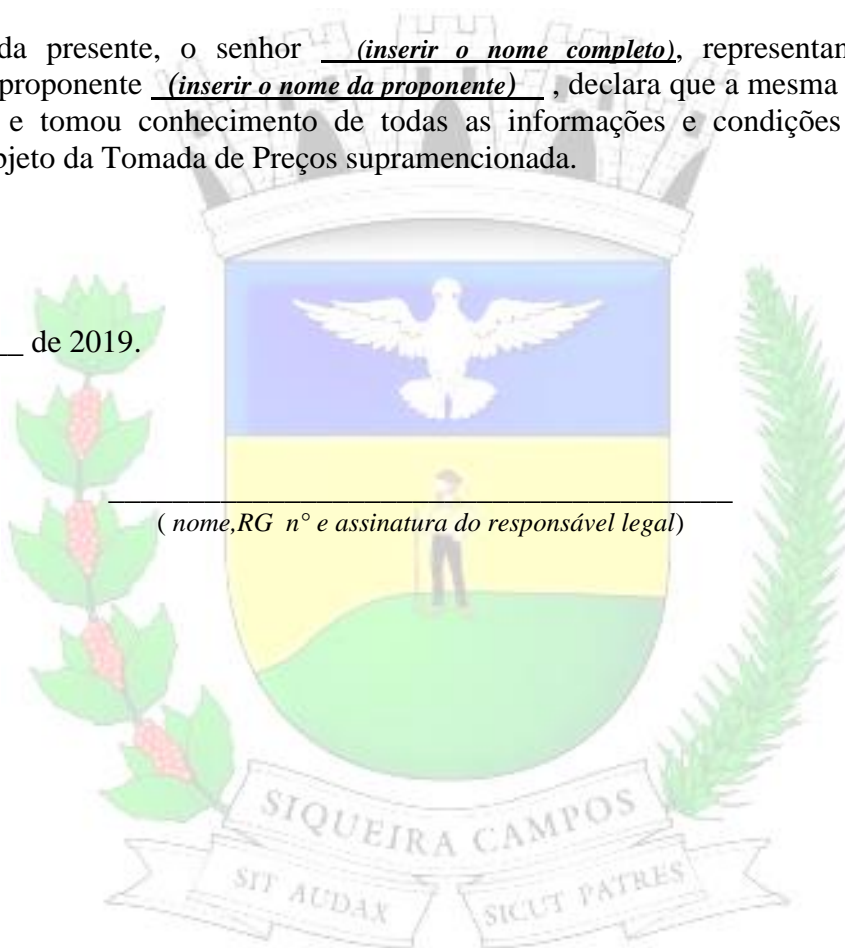 da presente, o senhor (inserir o nome completo), representan
proponente (inserir o nome da proponente) , declara que a mesma
e tomou conhecimento de todas as informações e condições
bjeto da Tomada de Preços supramencionada.
__ de 2019.
( nome,RG n° e assinatura do responsável legal)
SIQUEIRA CAMPOS
SIT AUDAX SICUT PATRES